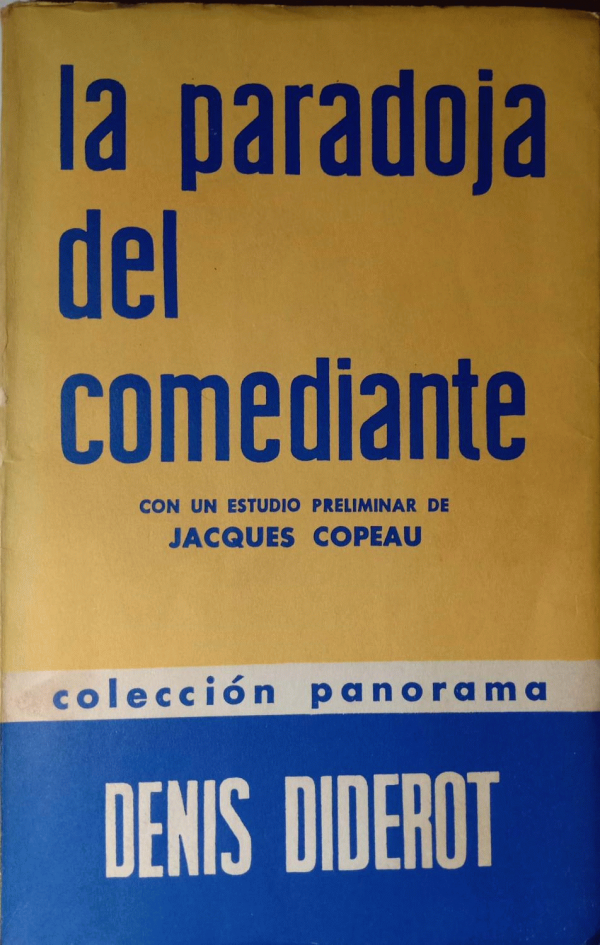 la paradoja
del
comediante
CON UN ESTUDIO PRELIMINAR DE
JACQUES COPEAU
colección panorama
DENIS DIDEROT